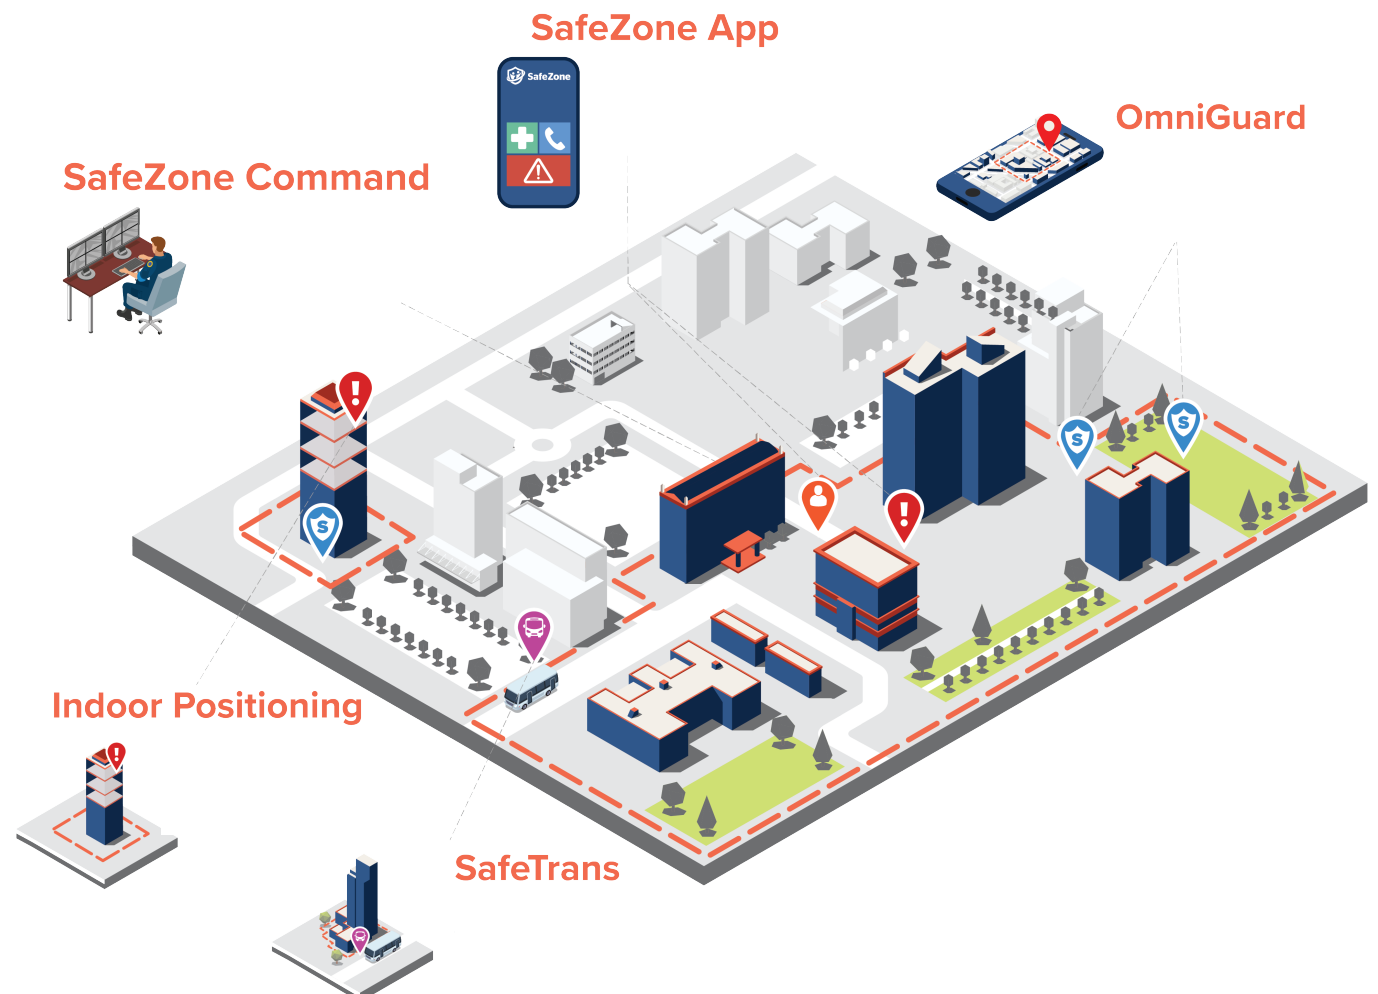 SafeZone App
SafeZone
OmniGuard
SafeZone Command
S
S
S
Indoor Positioning
SafeTrans